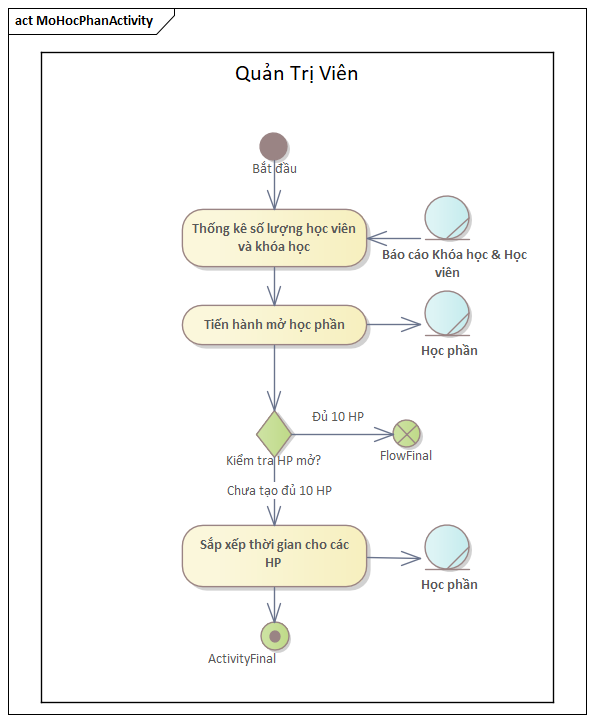 act MoHocPhanActivity
Quản Trị Viên
Bắt đầu
Thống kê số lượng học viên
và khóa học
Báo cáo Khóa học & Học
viên
Tiến hành mở học phần
Học phần
Đủ 10 HP
Kiểm tra HP mở?
FlowFinal
Chưa tạo đủ 10 HP
Sắp xếp thời gian cho các
HP
Học phần
ActivityFinal